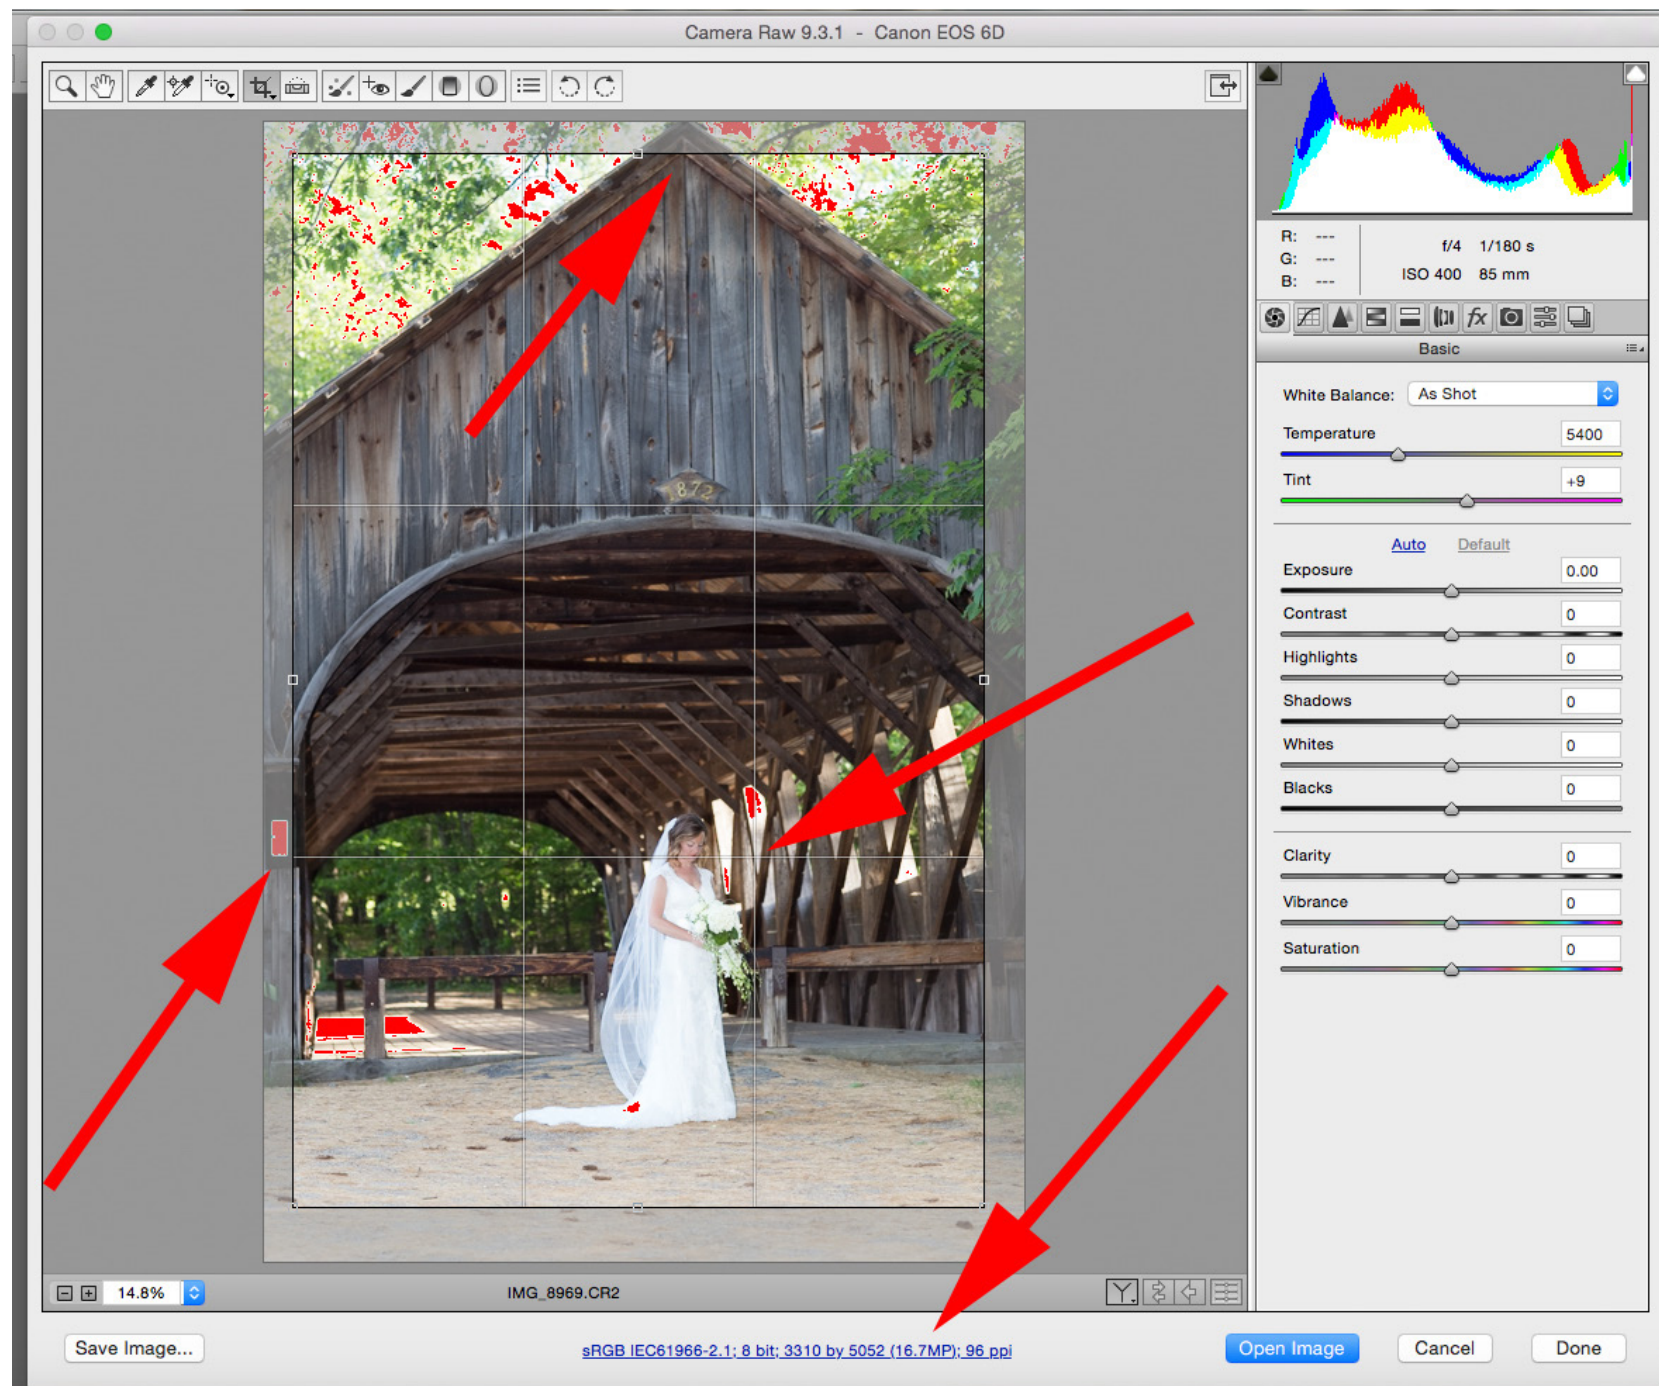 Camera Raw 9.3.1 - Canon EOS 6D
R: ---
G: ---
B: ---
f/4 1/180 s
ISO 400 85 mm
fx
Basic
White Balance: As Shot
Temperature 5400
Tint +9
Auto Default
Exposure 0.00
Contrast 0
Highlights 0
Shadows 0
Whites 0
Blacks 0
Clarity 0
Vibrance 0
Saturation 0
1872
14.8%
IMG_8969.CR2
Y
Save Image...
sRGB IEC61966-2.1; 8 bit; 3310 by 5052 (16.7MP); 96 ppi
Open Image
Cancel
Done